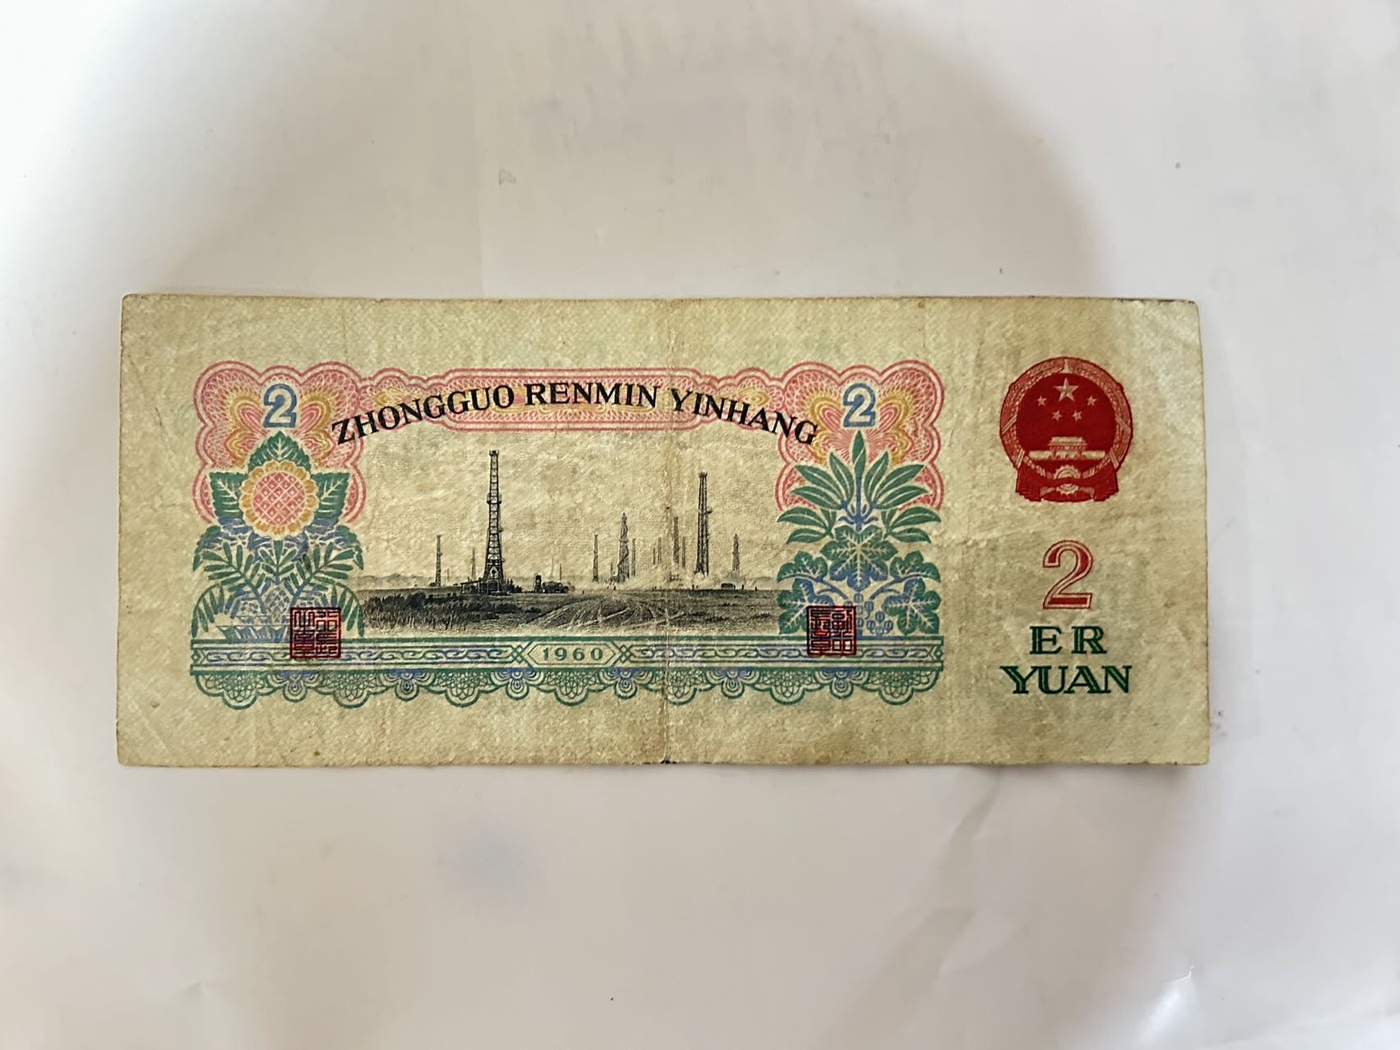 2
ZHONGGUO RENMIN YINHANG
2
1960
2
ER
YUAN